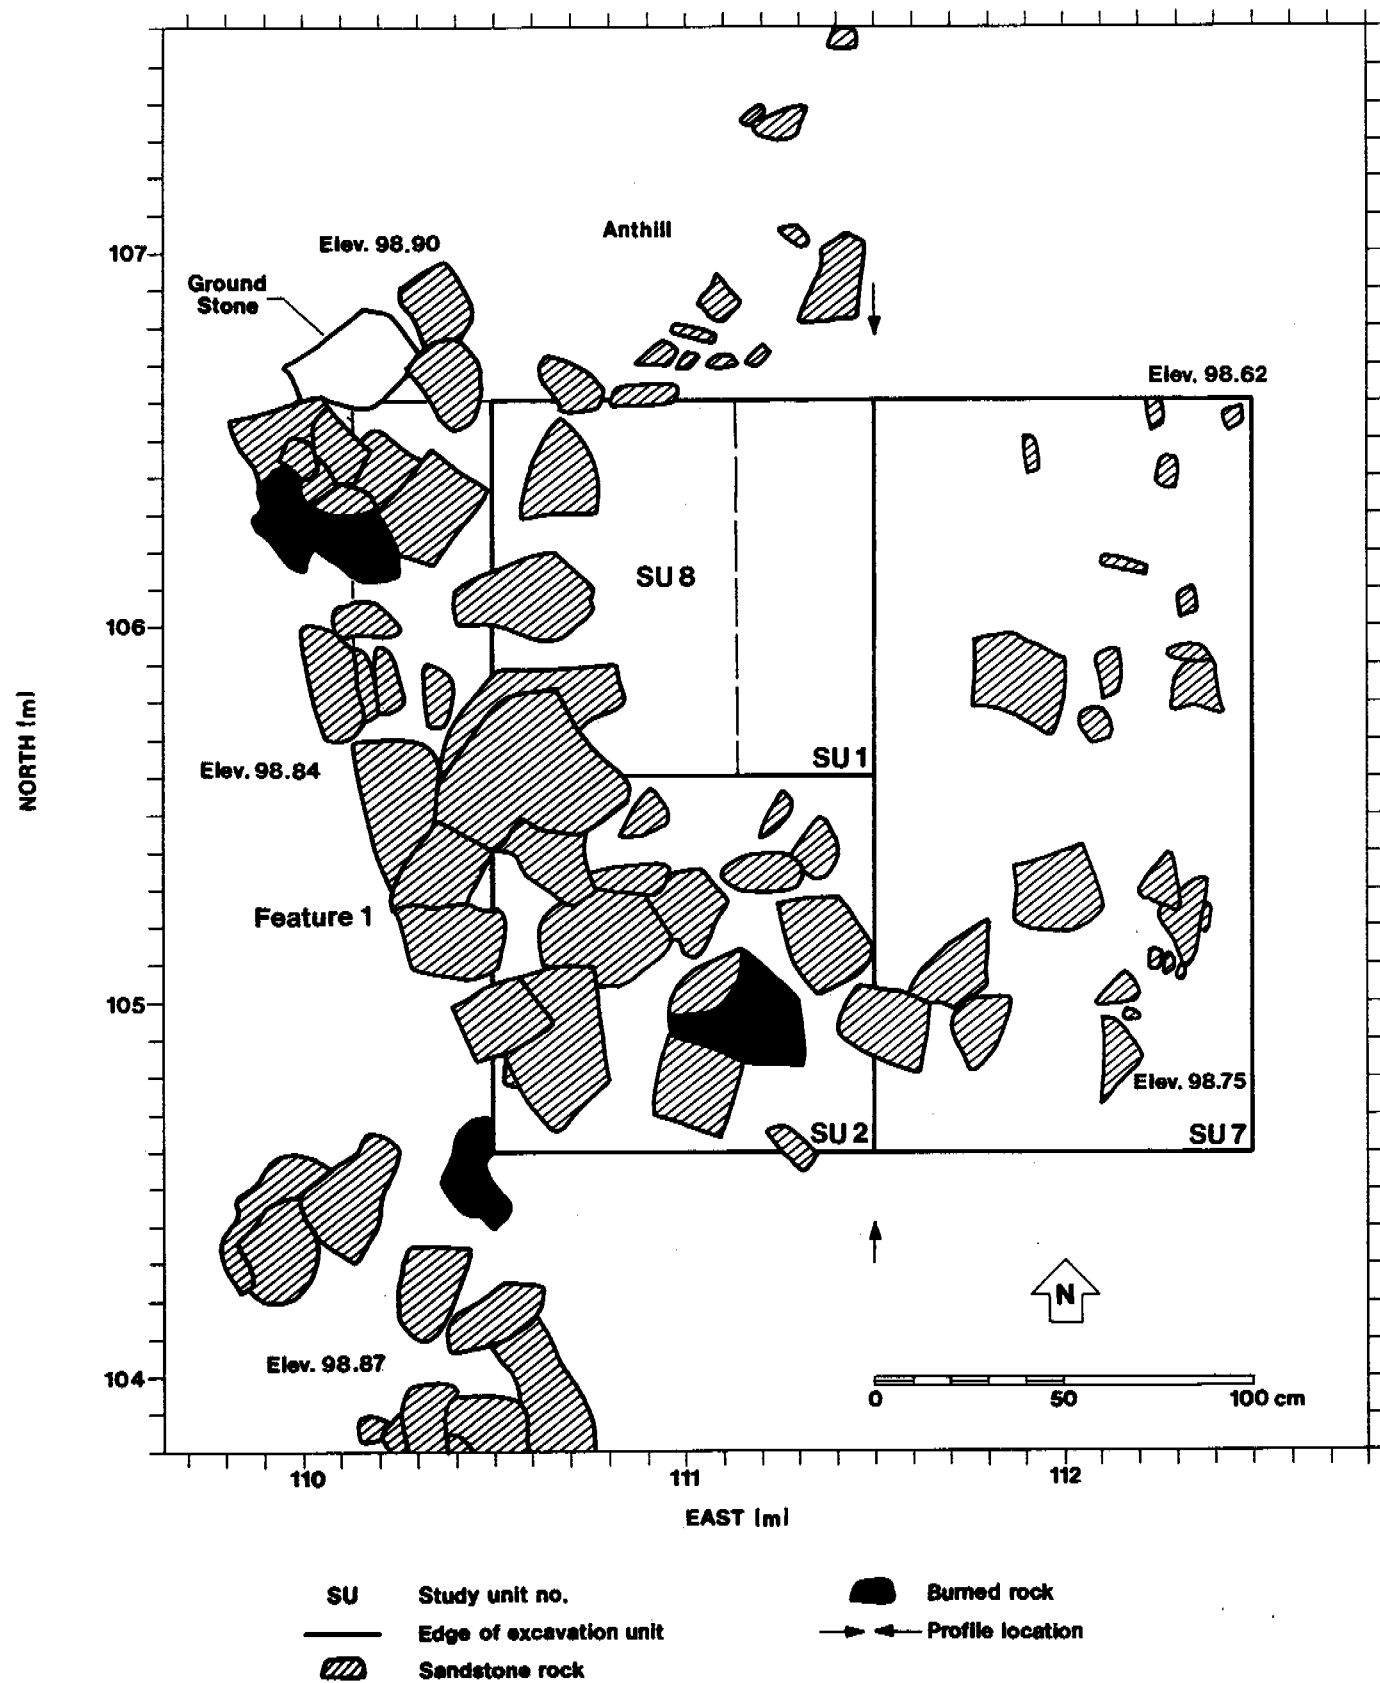 Anthill
Elev. 98.90
107
Ground
Stone
Elev. 98.62
SU 8
106
SU 1
Elev. 98.84
NORTH (m)
Feature 1
105
Elev. 98.75
SU 2
SU 7
N
Elev. 98.87
104
0
50
100 cm
110
111
112
EAST (m)
SU Study unit no.
Edge of excavation unit
Sandstone rock
Burned rock
Profile location